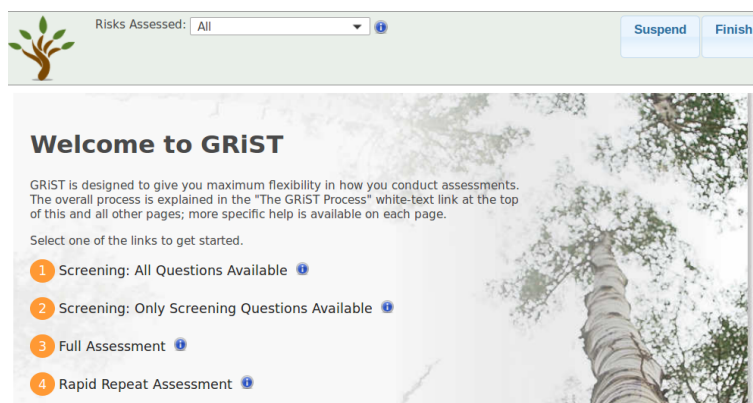 Risks Assessed: All
Suspend Finish
Welcome to GRiST
GRiST is designed to give you maximum flexibility in how you conduct assessments.
The overall process is explained in the "The GRiST Process" white-text link at the top
of this and all other pages; more specific help is available on each page.
Select one of the links to get started.
1 Screening: All Questions Available i
2 Screening: Only Screening Questions Available i
3 Full Assessment i
4 Rapid Repeat Assessment i